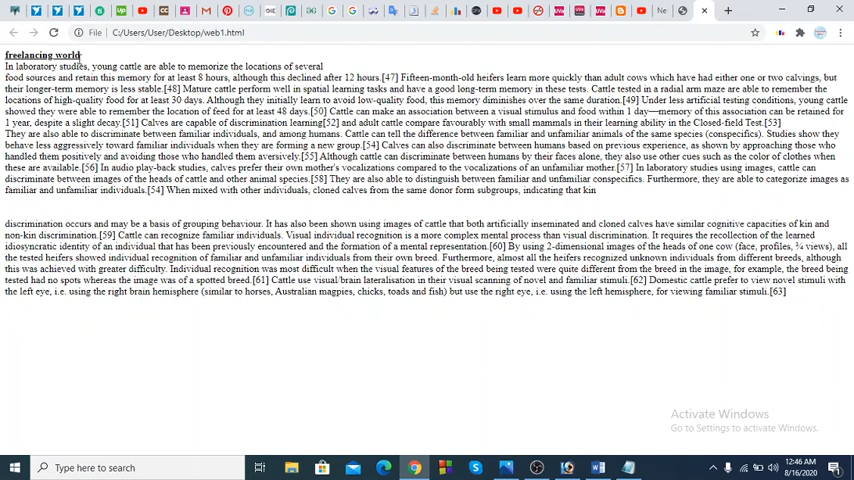 Ne
File
C:/Users/User/Desktop/web1.html
freelancing world
In laboratory studies, young cattle are able to memorize the locations of several
food sources and retain this memory for at least 8 hours, although this declined after 12 hours.[47] Fifteen-month-old heifers learn more quickly than adult cows which have had either one or two calvings, but
their longer-term memory is less stable.[48] Mature cattle perform well in spatial learning tasks and have a good long-term memory in these tests. Cattle tested in a radial arm maze are able to remember the
locations of high-quality food for at least 30 days. Although they initially learn to avoid low-quality food, this memory diminishes over the same duration.[49] Under less artificial testing conditions, young cattle
showed they were able to remember the location of feed for at least 48 days.[50] Cattle can make an association between a visual stimulus and food within 1 day—memory of this association can be retained for
1 year, despite a slight decay.[51] Calves are capable of discrimination learning[52] and adult cattle compare favourably with small mammals in their learning ability in the Closed-field Test.[53]
They are also able to discriminate between familiar individuals, and among humans. Cattle can tell the difference between familiar and unfamiliar animals of the same species (conspecifics). Studies show they
behave less aggressively toward familiar individuals when they are forming a new group.[54] Calves can also discriminate between humans based on previous experience, as shown by approaching those who
handled them positively and avoiding those who handled them aversively.[55] Although cattle can discriminate between humans by their faces alone, they also use other cues such as the color of clothes when
these are available.[56] In audio play-back studies, calves prefer their own mother's vocalizations compared to the vocalizations of an unfamiliar mother.[57] In laboratory studies using images, cattle can
discriminate between images of the heads of cattle and other animal species.[58] They are also able to distinguish between familiar and unfamiliar conspecifics. Furthermore, they are able to categorize images as
familiar and unfamiliar individuals.[54] When mixed with other individuals, cloned calves from the same donor form subgroups, indicating that kin
discrimination occurs and may be a basis of grouping behaviour. It has also been shown using images of cattle that both artificially inseminated and cloned calves have similar cognitive capacities of kin and
non-kin discrimination.[59] Cattle can recognize familiar individuals. Visual individual recognition is a more complex mental process than visual discrimination. It requires the recollection of the learned
idiosyncratic identity of an individual that has been previously encountered and the formation of a mental representation.[60] By using 2-dimensional images of the heads of one cow (face, profiles, ¾ views), all
the tested heifers showed individual recognition of familiar and unfamiliar individuals from their own breed. Furthermore, almost all the heifers recognized unknown individuals from different breeds, although
this was achieved with greater difficulty. Individual recognition was most difficult when the visual features of the breed being tested were quite different from the breed in the image, for example, the breed being
tested had no spots whereas the image was of a spotted breed.[61] Cattle use visual/brain lateralisation in their visual scanning of novel and familiar stimuli.[62] Domestic cattle prefer to view novel stimuli with
the left eye, i.e. using the right brain hemisphere (similar to horses, Australian magpies, chicks, toads and fish) but use the right eye, i.e. using the left hemisphere, for viewing familiar stimuli.[63]
Activate Windows
Go to Settings to activate Windows.
Type here to search
12:46 AM
8/16/2020